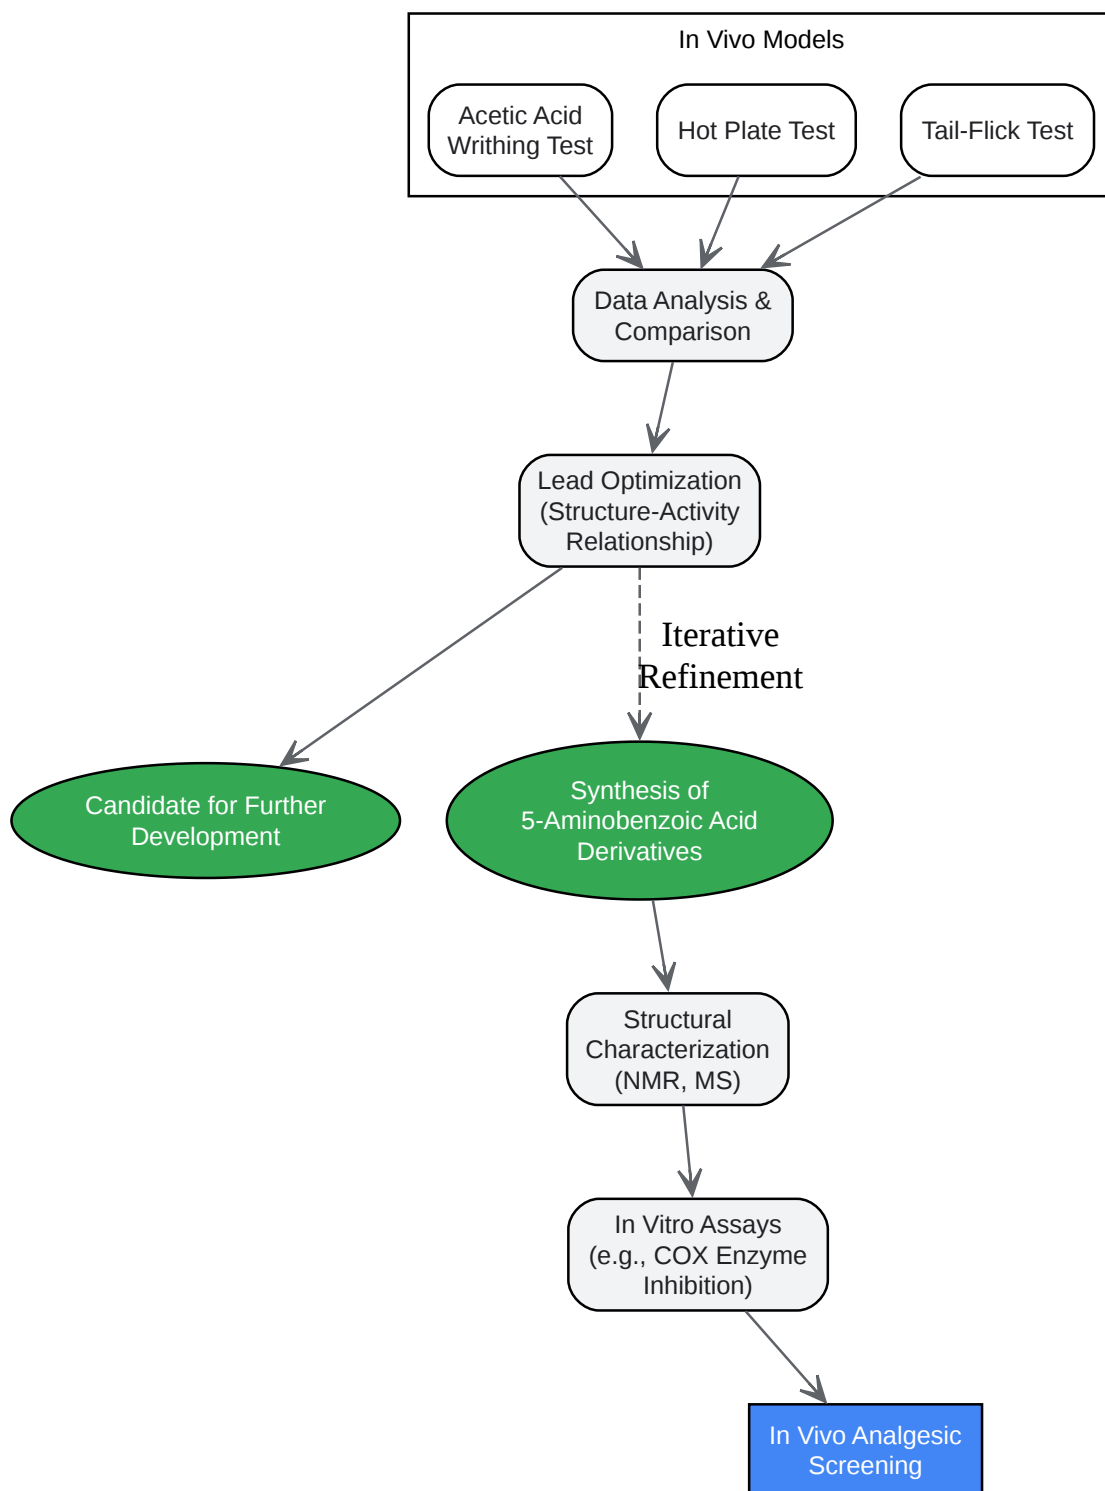 In Vivo Models
Acetic Acid
Writhing Test
Hot Plate Test
Tail-Flick Test
Data Analysis &
Comparison
Lead Optimization
(Structure-Activity
Relationship)
Iterative
Refinement
Candidate for Further
Development
Synthesis of
5-Aminobenzoic Acid
Derivatives
Structural
Characterization
(NMR, MS)
In Vitro Assays
(e.g., COX Enzyme
Inhibition)
In Vivo Analgesic
Screening